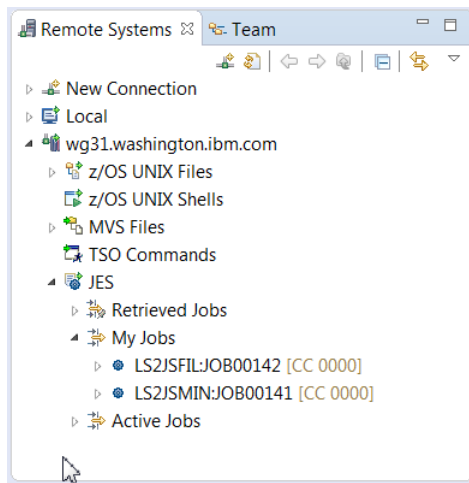 Remote Systems Team
New Connection
Local
wg31.washington.ibm.com
z/OS UNIX Files
z/OS UNIX Shells
MVS Files
TSO Commands
JES
Retrieved Jobs
My Jobs
LS2JSFIL:JOB00142 [CC 0000]
LS2JSMIN:JOB00141 [CC 0000]
Active Jobs